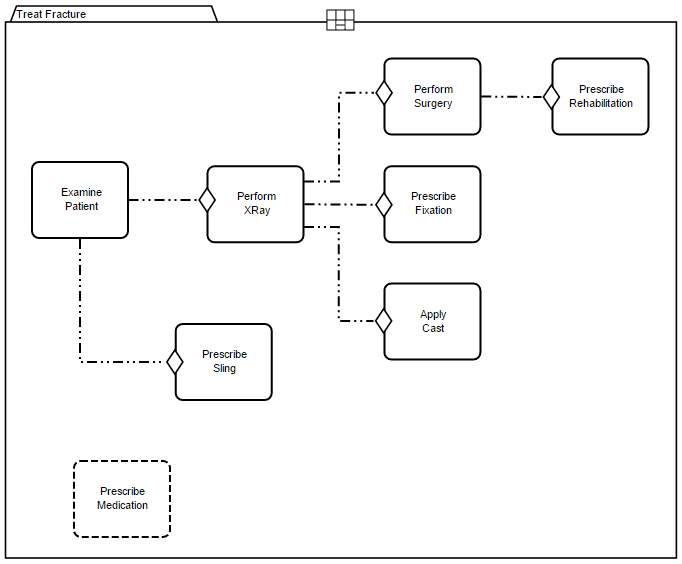 Treat Fracture
Perform
Surgery
Prescribe
Rehabilitation
Examine
Patient
Perform
XRay
Prescribe
Fixation
Apply
Cast
Prescribe
Sling
Prescribe
Medication